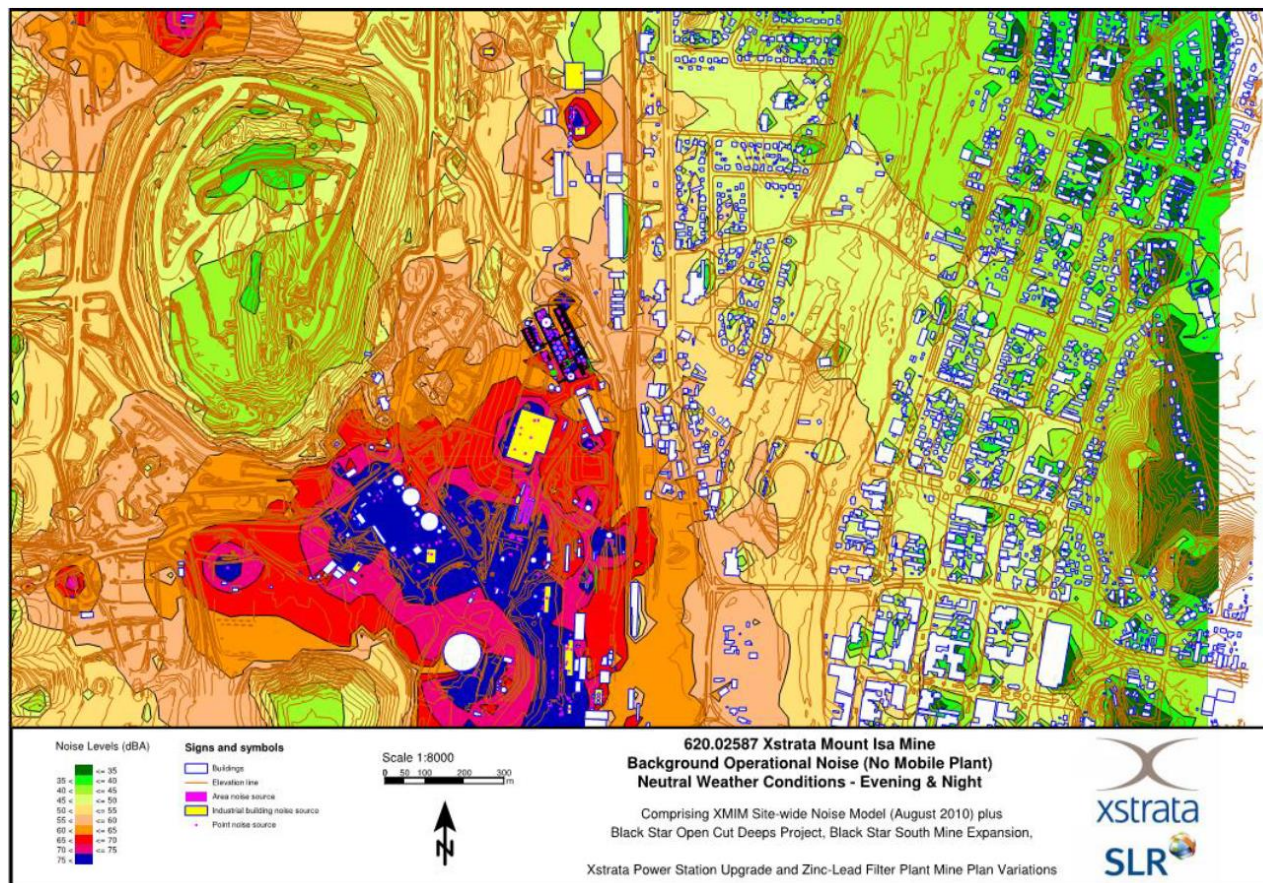 Noise Levels (dBA)
<= 35
35 < <= 40
40 < <= 45
45 < <= 50
50 < <= 55
55 < <= 60
60 < <= 65
65 < <= 70
70 < <= 75
75 <
Signs and symbols
Buildings
Elevation line
Area noise source
Industrial building noise source
Point noise source
Scale 1:8000
0 50 100 200 300
m
N
620.02587 Xstrata Mount Isa Mine
Background Operational Noise (No Mobile Plant)
Neutral Weather Conditions - Evening & Night
Comprising XMIM Site-wide Noise Model (August 2010) plus
Black Star Open Cut Deeps Project, Black Star South Mine Expansion,
Xstrata Power Station Upgrade and Zinc-Lead Filter Plant Mine Plan Variations
xstrata
SLR